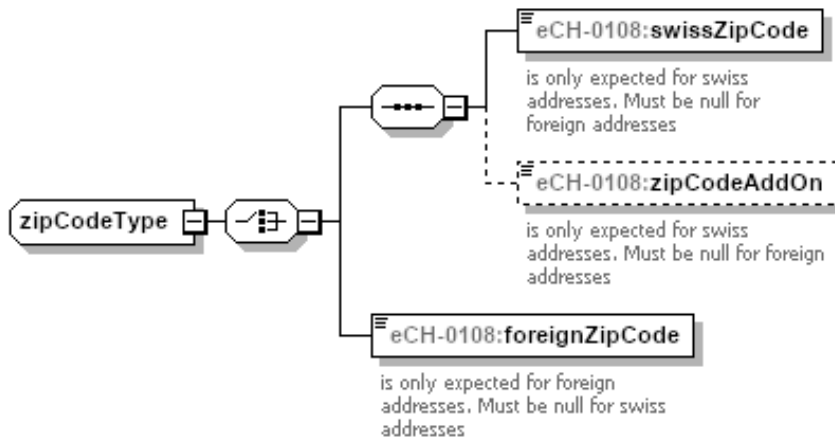 eCH-0108:swissZipCode
is only expected for swiss
addresses. Must be null for
foreign addresses
eCH-0108:zipCodeAddOn
is only expected for swiss
addresses. Must be null for foreign
addresses
zipCodeType
eCH-0108:foreignZipCode
is only expected for foreign
addresses. Must be null for swiss
addresses